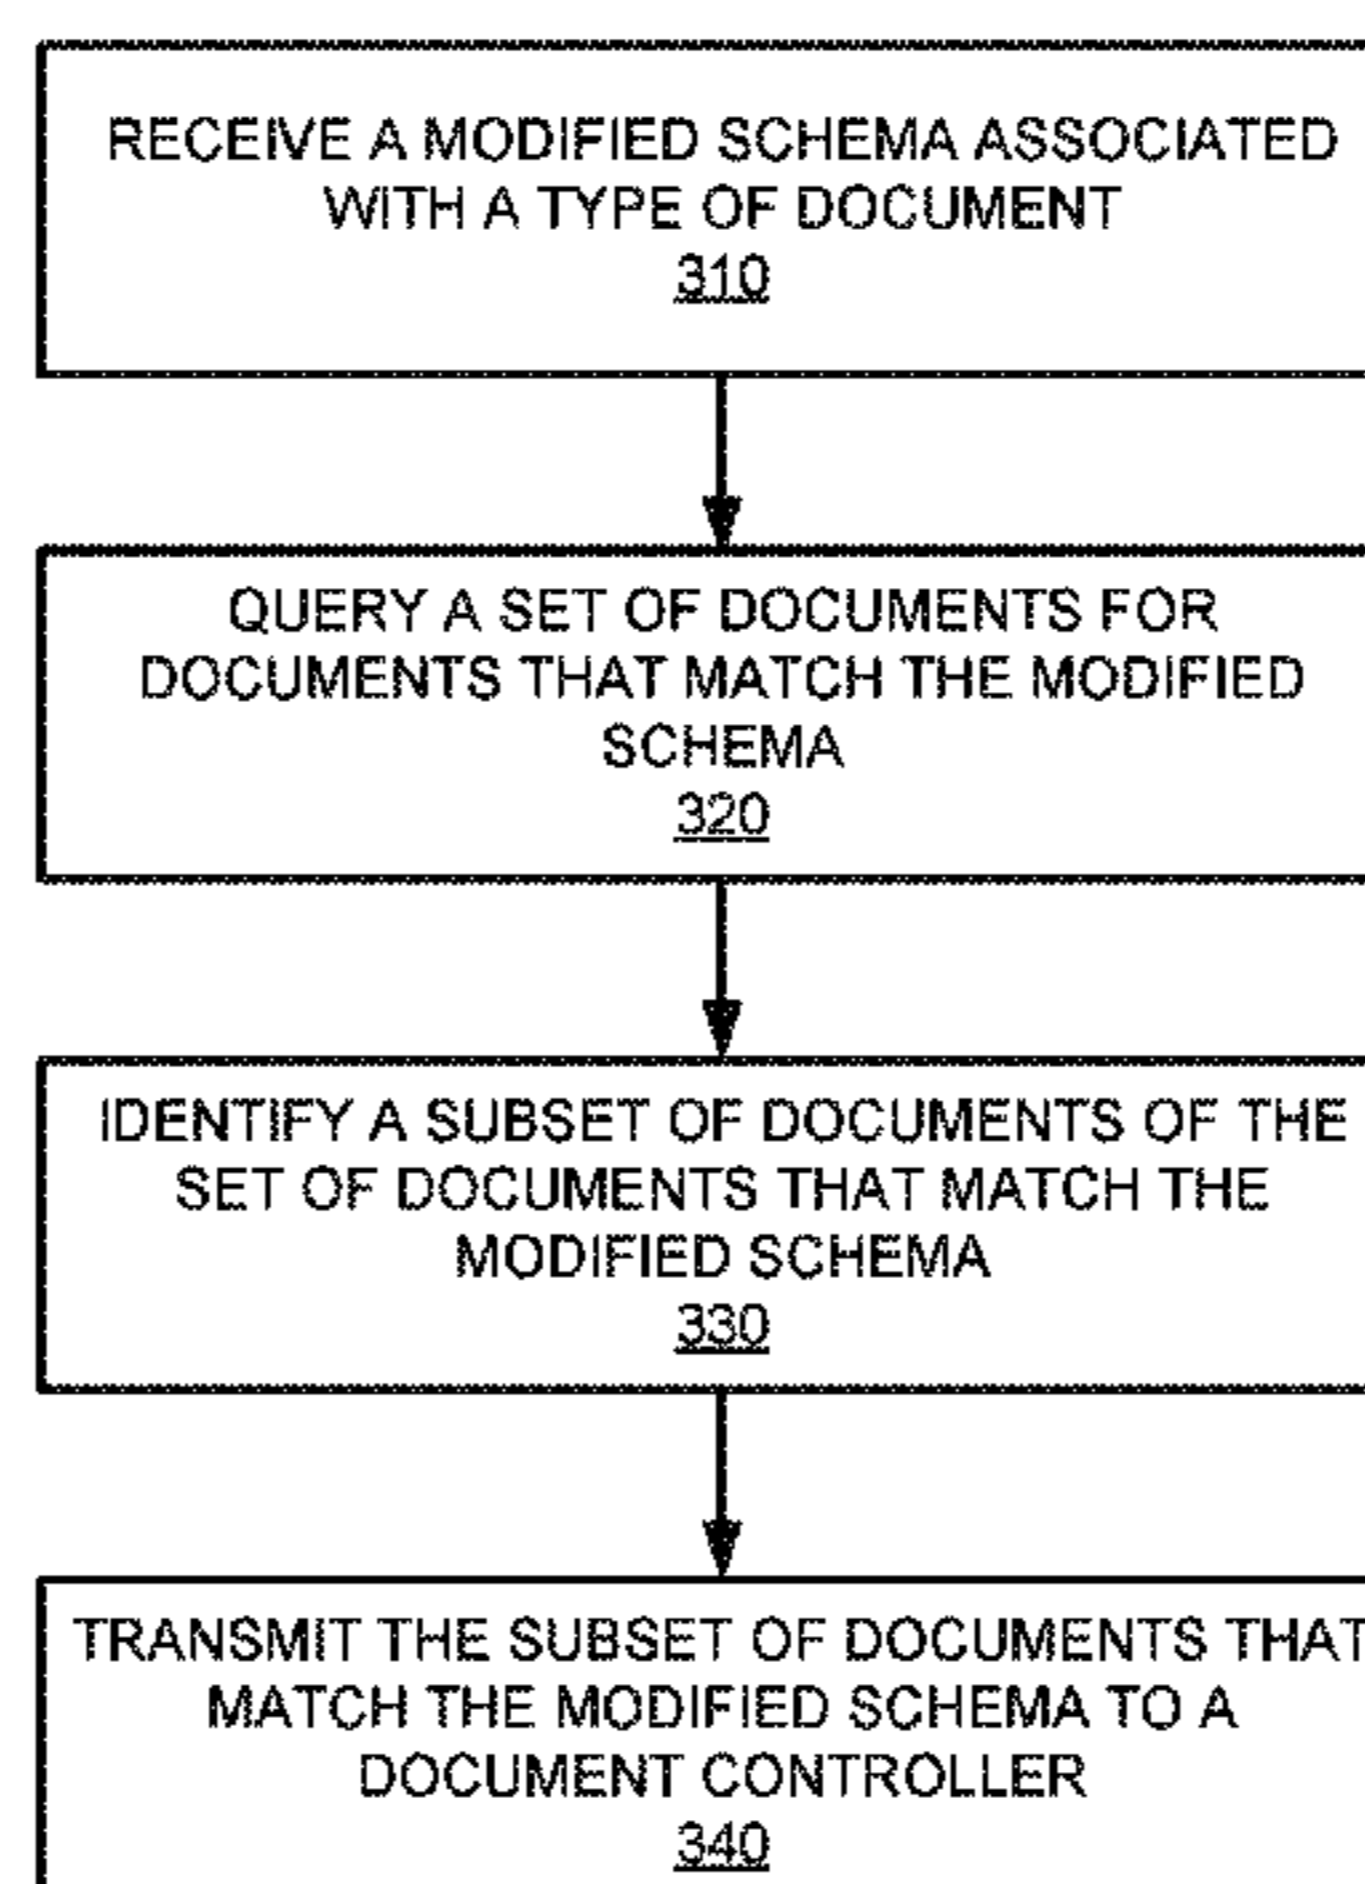 RECEIVE A MODIFIED SCHEMA ASSOCIATED
WITH A TYPE OF DOCUMENT
310
QUERY A SET OF DOCUMENTS FOR
DOCUMENTS THAT MATCH THE MODIFIED
SCHEMA
320
IDENTIFY A SUBSET OF DOCUMENTS OF THE
SET OF DOCUMENTS THAT MATCH THE
MODIFIED SCHEMA
330
TRANSMIT THE SUBSET OF DOCUMENTS THAT
MATCH THE MODIFIED SCHEMA TO A
DOCUMENT CONTROLLER
340